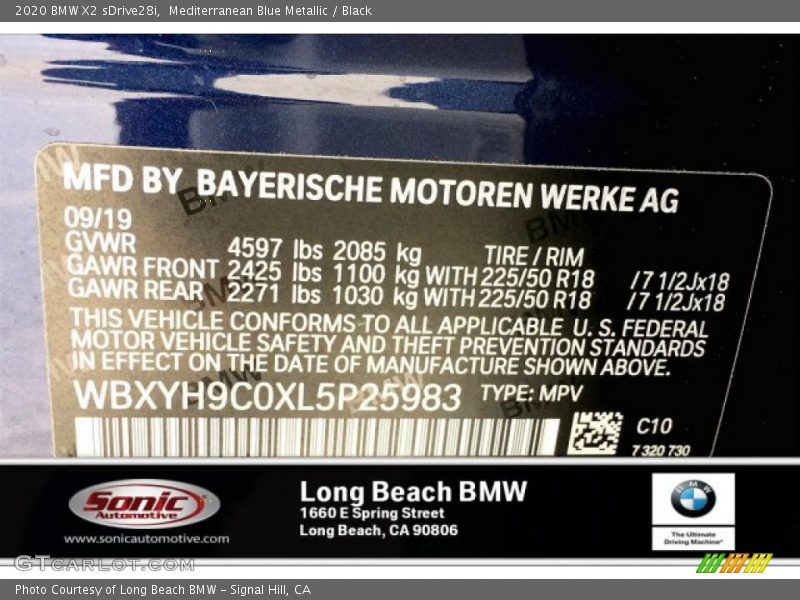 2020 BMW X2 sDrive28i,  Mediterranean Blue Metallic / Black
MFD BY BAYERISCHE MOTOREN WERKE AG
09/19
GVWR 4597 lbs 2085 kg TIRE / RIM
GAWR FRONT 2425 lbs 1100 kg WITH 225/50 R18 /7 1/2Jx18
GAWR REAR 2271 lbs 1030 kg WITH 225/50 R18 /7 1/2Jx18
THIS VEHICLE CONFORMS TO ALL APPLICABLE U. S. FEDERAL
MOTOR VEHICLE SAFETY AND THEFT PREVENTION STANDARDS
IN EFFECT ON THE DATE OF MANUFACTURE SHOWN ABOVE.
WBXYH9C0XL5P25983 TYPE: MPV
C10
7 320 730
Sonic
Automotive
www.sonicautomotive.com
Long Beach BMW
1660 E Spring Street
Long Beach, CA 90806
BMW
The Ultimate
Driving Machine®
GTcarlot.com
Photo Courtesy of Long Beach BMW - Signal Hill, CA